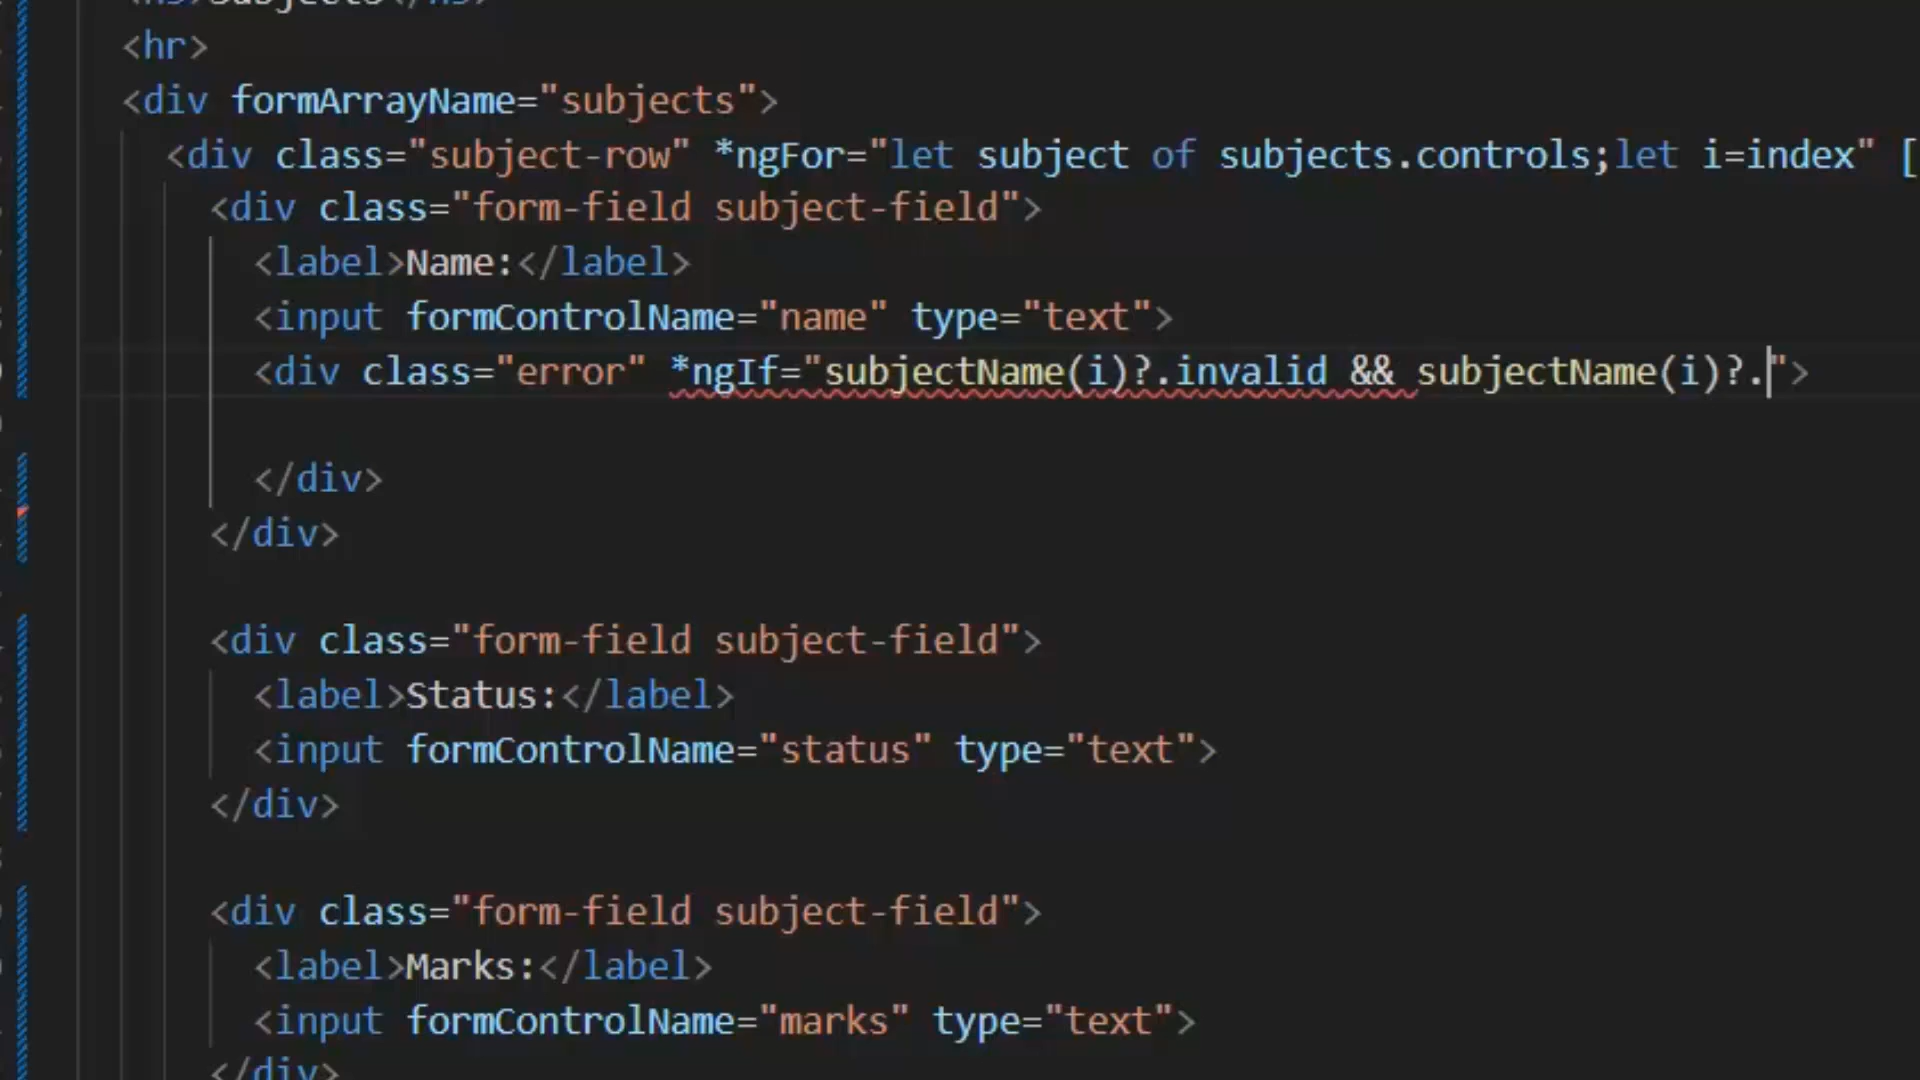 <hr>
<div formArrayName="subjects">
<div class="subject-row" *ngFor="let subject of subjects.controls;let i=index" [
<div class="form-field subject-field">
<label>Name:</label>
<input formControlName="name" type="text">
<div class="error" *ngIf="subjectName(i)?.invalid && subjectName(i)?.">
</div>
</div>
<div class="form-field subject-field">
<label>Status:</label>
<input formControlName="status" type="text">
</div>
<div class="form-field subject-field">
<label>Marks:</label>
<input formControlName="marks" type="text">
</div>